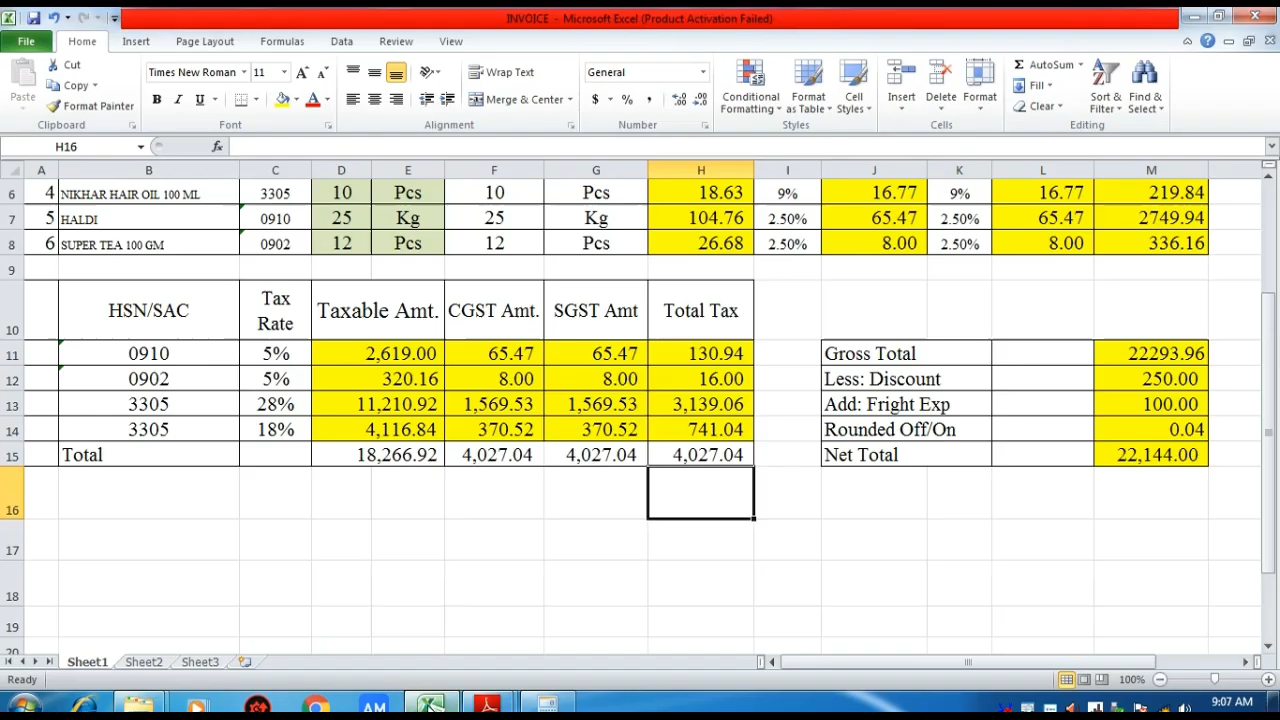 INVOICE - Microsoft Excel (Product Activation Failed)
File Home Insert Page Layout Formulas Data Review View
Paste Cut Copy Format Painter
Times New Roman 11 B I U A A A
Wrap Text Merge & Center
General $ % ,
Conditional Formatting Format as Table Cell Styles
Insert Delete Format
Σ AutoSum Fill Clear Sort & Filter Find & Select
Clipboard Font Alignment Number Styles Cells Editing
H16 fx
A B C D E F G H I J K L M
6 4 NIKHAR HAIR OIL 100 ML 3305 10 Pcs 10 Pcs 18.63 9% 16.77 9% 16.77 219.84
7 5 HALDI 0910 25 Kg 25 Kg 104.76 2.50% 65.47 2.50% 65.47 2749.94
8 6 SUPER TEA 100 GM 0902 12 Pcs 12 Pcs 26.68 2.50% 8.00 2.50% 8.00 336.16
9
10 HSN/SAC Tax Rate Taxable Amt. CGST Amt. SGST Amt Total Tax
11 0910 5% 2,619.00 65.47 65.47 130.94 Gross Total 22293.96
12 0902 5% 320.16 8.00 8.00 16.00 Less: Discount 250.00
13 3305 28% 11,210.92 1,569.53 1,569.53 3,139.06 Add: Fright Exp 100.00
14 3305 18% 4,116.84 370.52 370.52 741.04 Rounded Off/On 0.04
15 Total 18,266.92 4,027.04 4,027.04 4,027.04 Net Total 22,144.00
16
17
18
19
20
Sheet1 Sheet2 Sheet3
Ready 100%
AM 9:07 AM